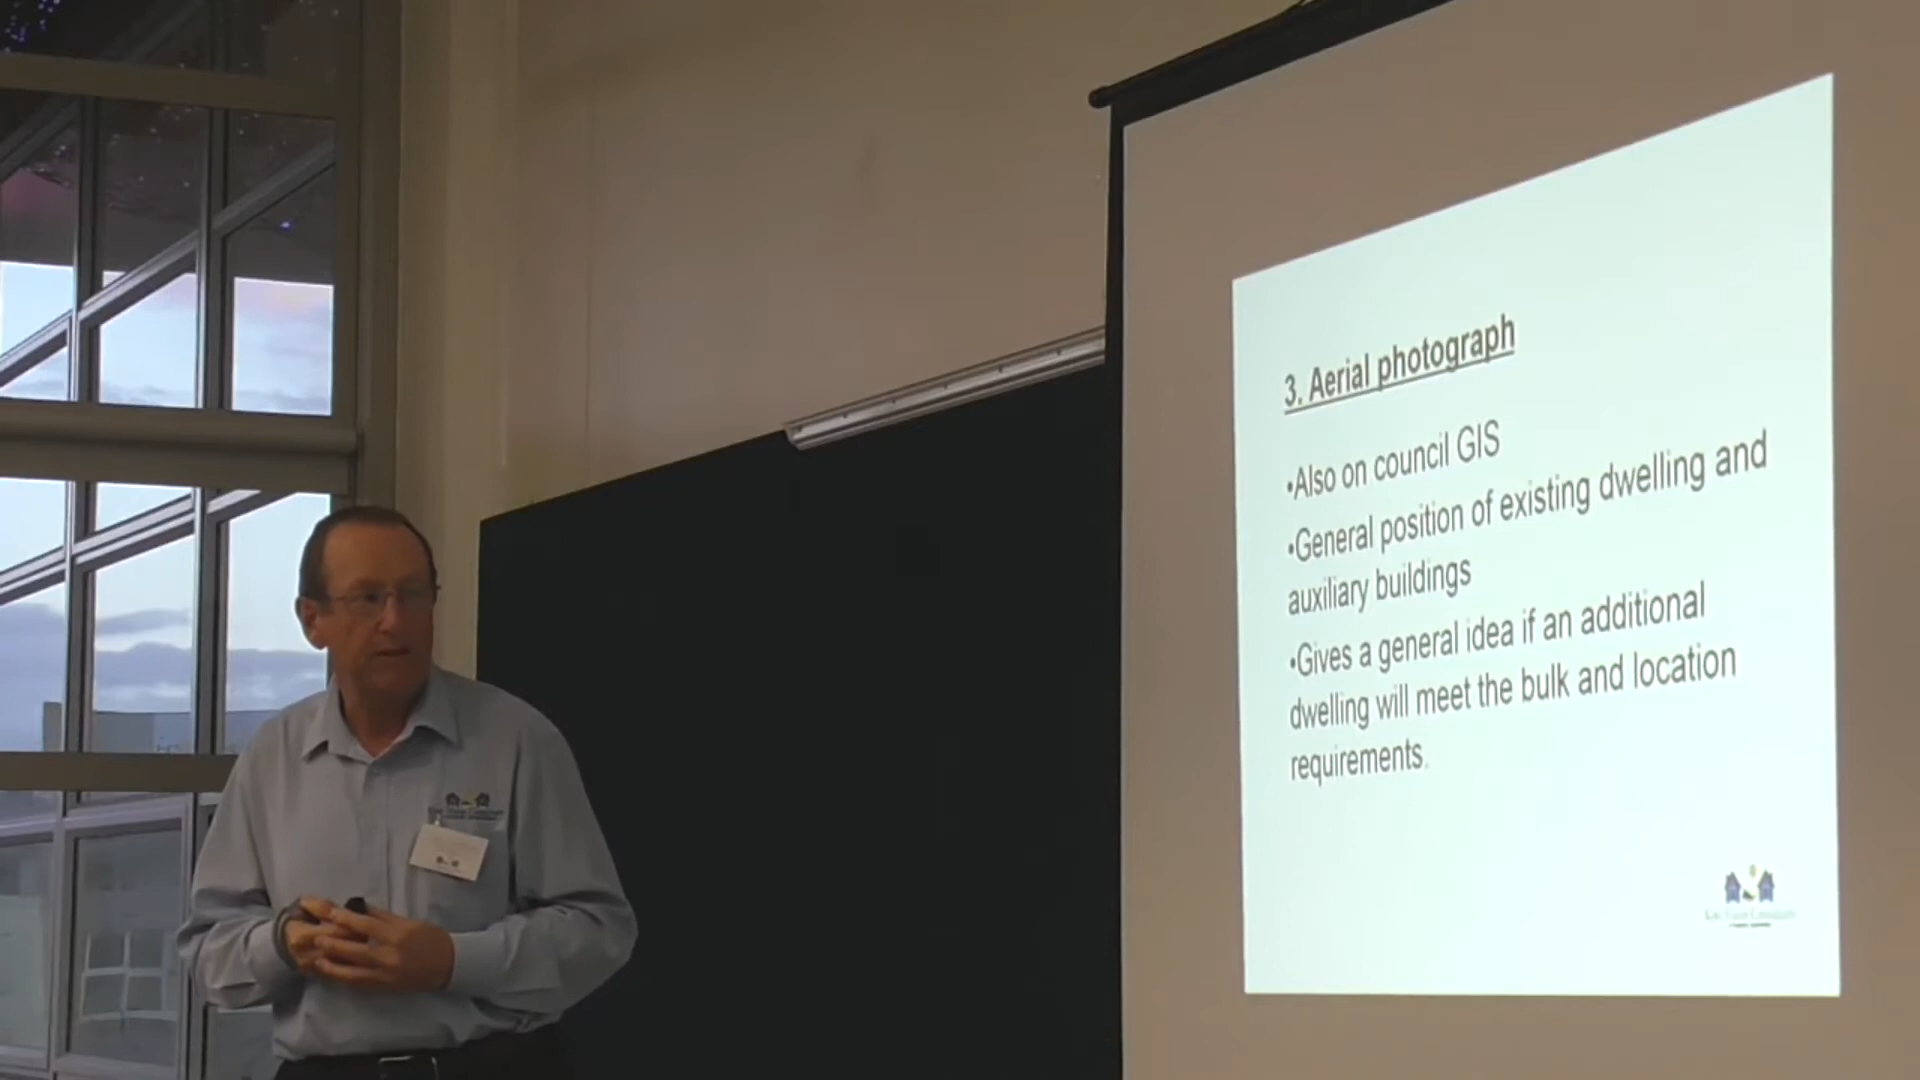 3. Aerial photograph
•Also on council GIS
•General position of existing dwelling and
auxiliary buildings
•Gives a general idea if an additional
dwelling will meet the bulk and location
requirements.